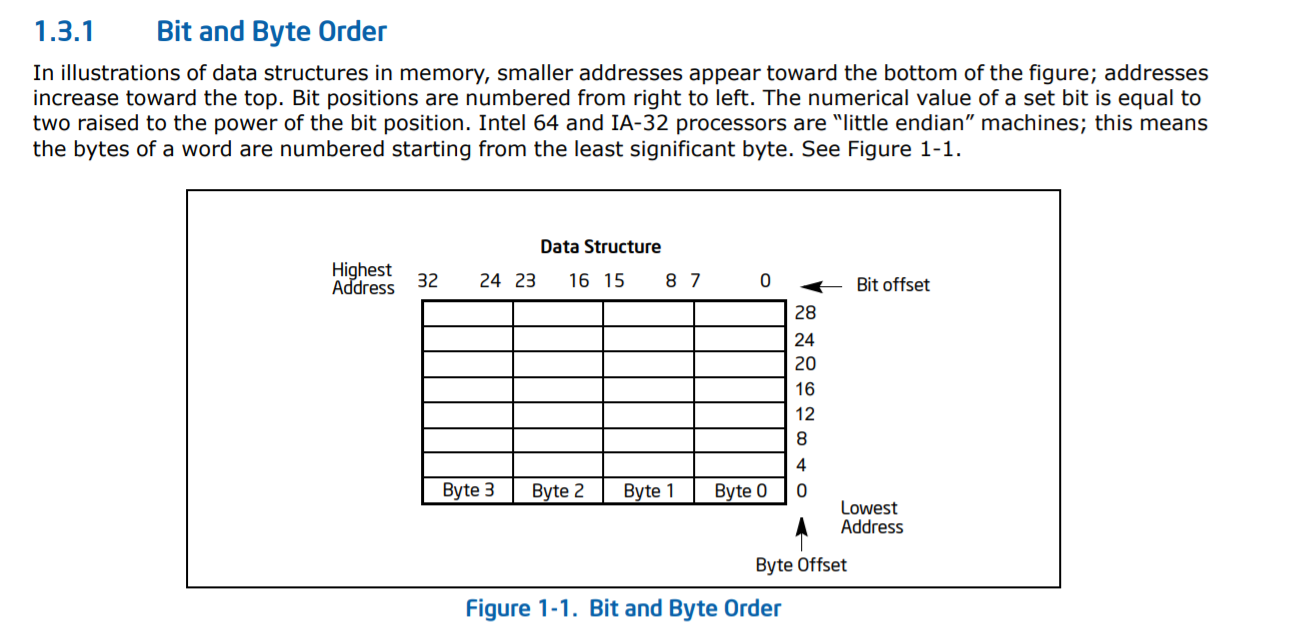 1.3.1 Bit and Byte Order
In illustrations of data structures in memory, smaller addresses appear toward the bottom of the figure; addresses
increase toward the top. Bit positions are numbered from right to left. The numerical value of a set bit is equal to
two raised to the power of the bit position. Intel 64 and IA-32 processors are “little endian” machines; this means
the bytes of a word are numbered starting from the least significant byte. See Figure 1-1.
Data Structure
Highest
Address
32 24 23 16 15 8 7 0
Bit offset
28
24
20
16
12
8
4
Byte 3 Byte 2 Byte 1 Byte 0 0
Lowest
Address
Byte Offset
Figure 1-1. Bit and Byte Order